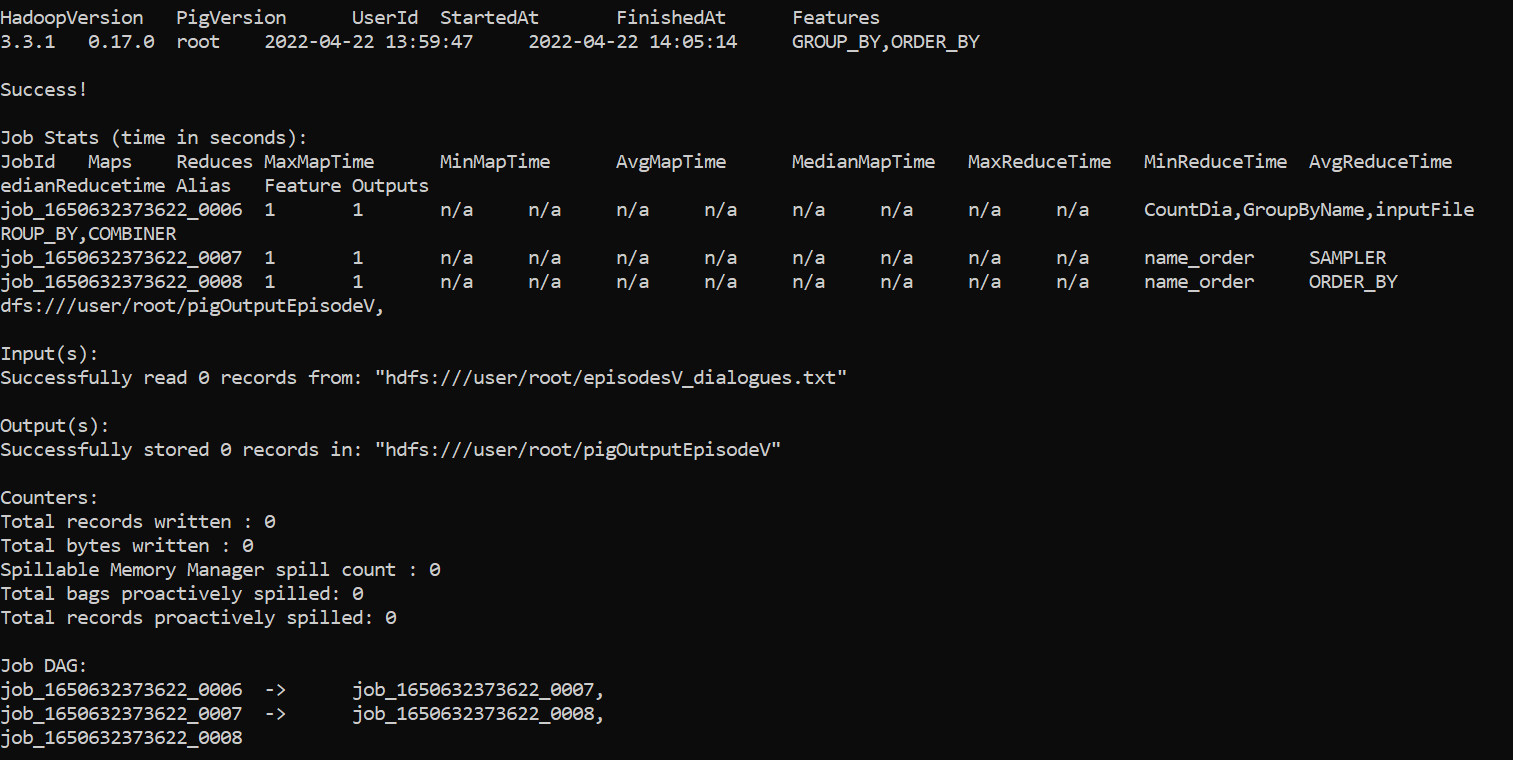 HadoopVersion PigVersion UserId StartedAt FinishedAt Features
3.3.1 0.17.0 root 2022-04-22 13:59:47 2022-04-22 14:05:14 GROUP_BY,ORDER_BY
Success!
Job Stats (time in seconds):
JobId Maps Reduces MaxMapTime MinMapTime AvgMapTime MedianMapTime MaxReduceTime MinReduceTime AvgReduceTime
edianReducetime Alias Feature Outputs
job_1650632373622_0006 1 1 n/a n/a n/a n/a n/a n/a n/a n/a CountDia,GroupByName,inputFile
ROUP_BY,COMBINER
job_1650632373622_0007 1 1 n/a n/a n/a n/a n/a n/a n/a n/a name_order SAMPLER
job_1650632373622_0008 1 1 n/a n/a n/a n/a n/a n/a n/a n/a name_order ORDER_BY
dfs:///user/root/pigOutputEpisodeV,
Input(s):
Successfully read 0 records from: "hdfs:///user/root/episodesV_dialogues.txt"
Output(s):
Successfully stored 0 records in: "hdfs:///user/root/pigOutputEpisodeV"
Counters:
Total records written : 0
Total bytes written : 0
Spillable Memory Manager spill count : 0
Total bags proactively spilled: 0
Total records proactively spilled: 0
Job DAG:
job_1650632373622_0006 -> job_1650632373622_0007,
job_1650632373622_0007 -> job_1650632373622_0008,
job_1650632373622_0008